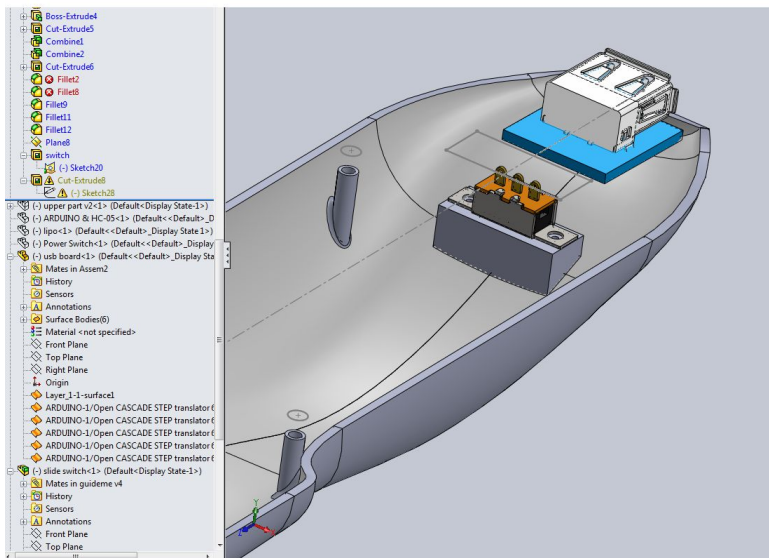 Boss-Extrude4
Cut-Extrude5
Combine1
Combine2
Cut-Extrude6
Fillet2
Fillet8
Fillet9
Fillet11
Fillet12
Plane8
switch
(-) Sketch20
Cut-Extrude8
(-) Sketch28
(-) upper part v2<1> (Default<Display State-1>)
(-) ARDUINO & HC-05<1> (Default<<Default>_D
(-) lipo<1> (Default<<Default>_Display State 1>)
(-) Power Switch<1> (Default<<Default>_Display
(-) usb board<1> (Default<<Default>_Display Sta
Mates in Assem2
History
Sensors
Annotations
Surface Bodies(6)
Material <not specified>
Front Plane
Top Plane
Right Plane
Origin
Layer_1-1-surface1
ARDUINO-1/Open CASCADE STEP translator 6
ARDUINO-1/Open CASCADE STEP translator 6
ARDUINO-1/Open CASCADE STEP translator 6
ARDUINO-1/Open CASCADE STEP translator 6
ARDUINO-1/Open CASCADE STEP translator 6
(-) slide switch<1> (Default<Display State-1>)
Mates in guideme v4
History
Sensors
Annotations
Front Plane
Top Plane
Y
Z
X